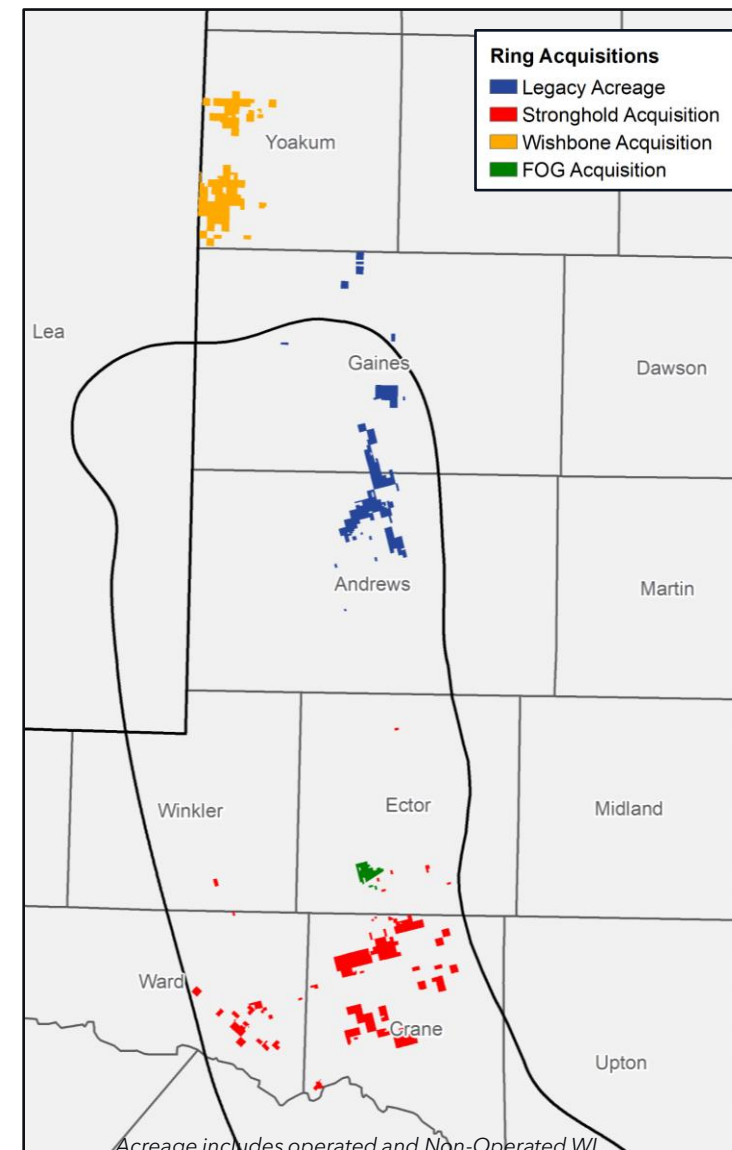 Ring Acquisitions
Legacy Acreage
Stronghold Acquisition
Wishbone Acquisition
FOG Acquisition
Yoakum
Lea
Gaines
Dawson
Andrews
Martin
Winkler
Ector
Midland
Ward
Crane
Upton
Acreage includes operated and Non-Operated WI